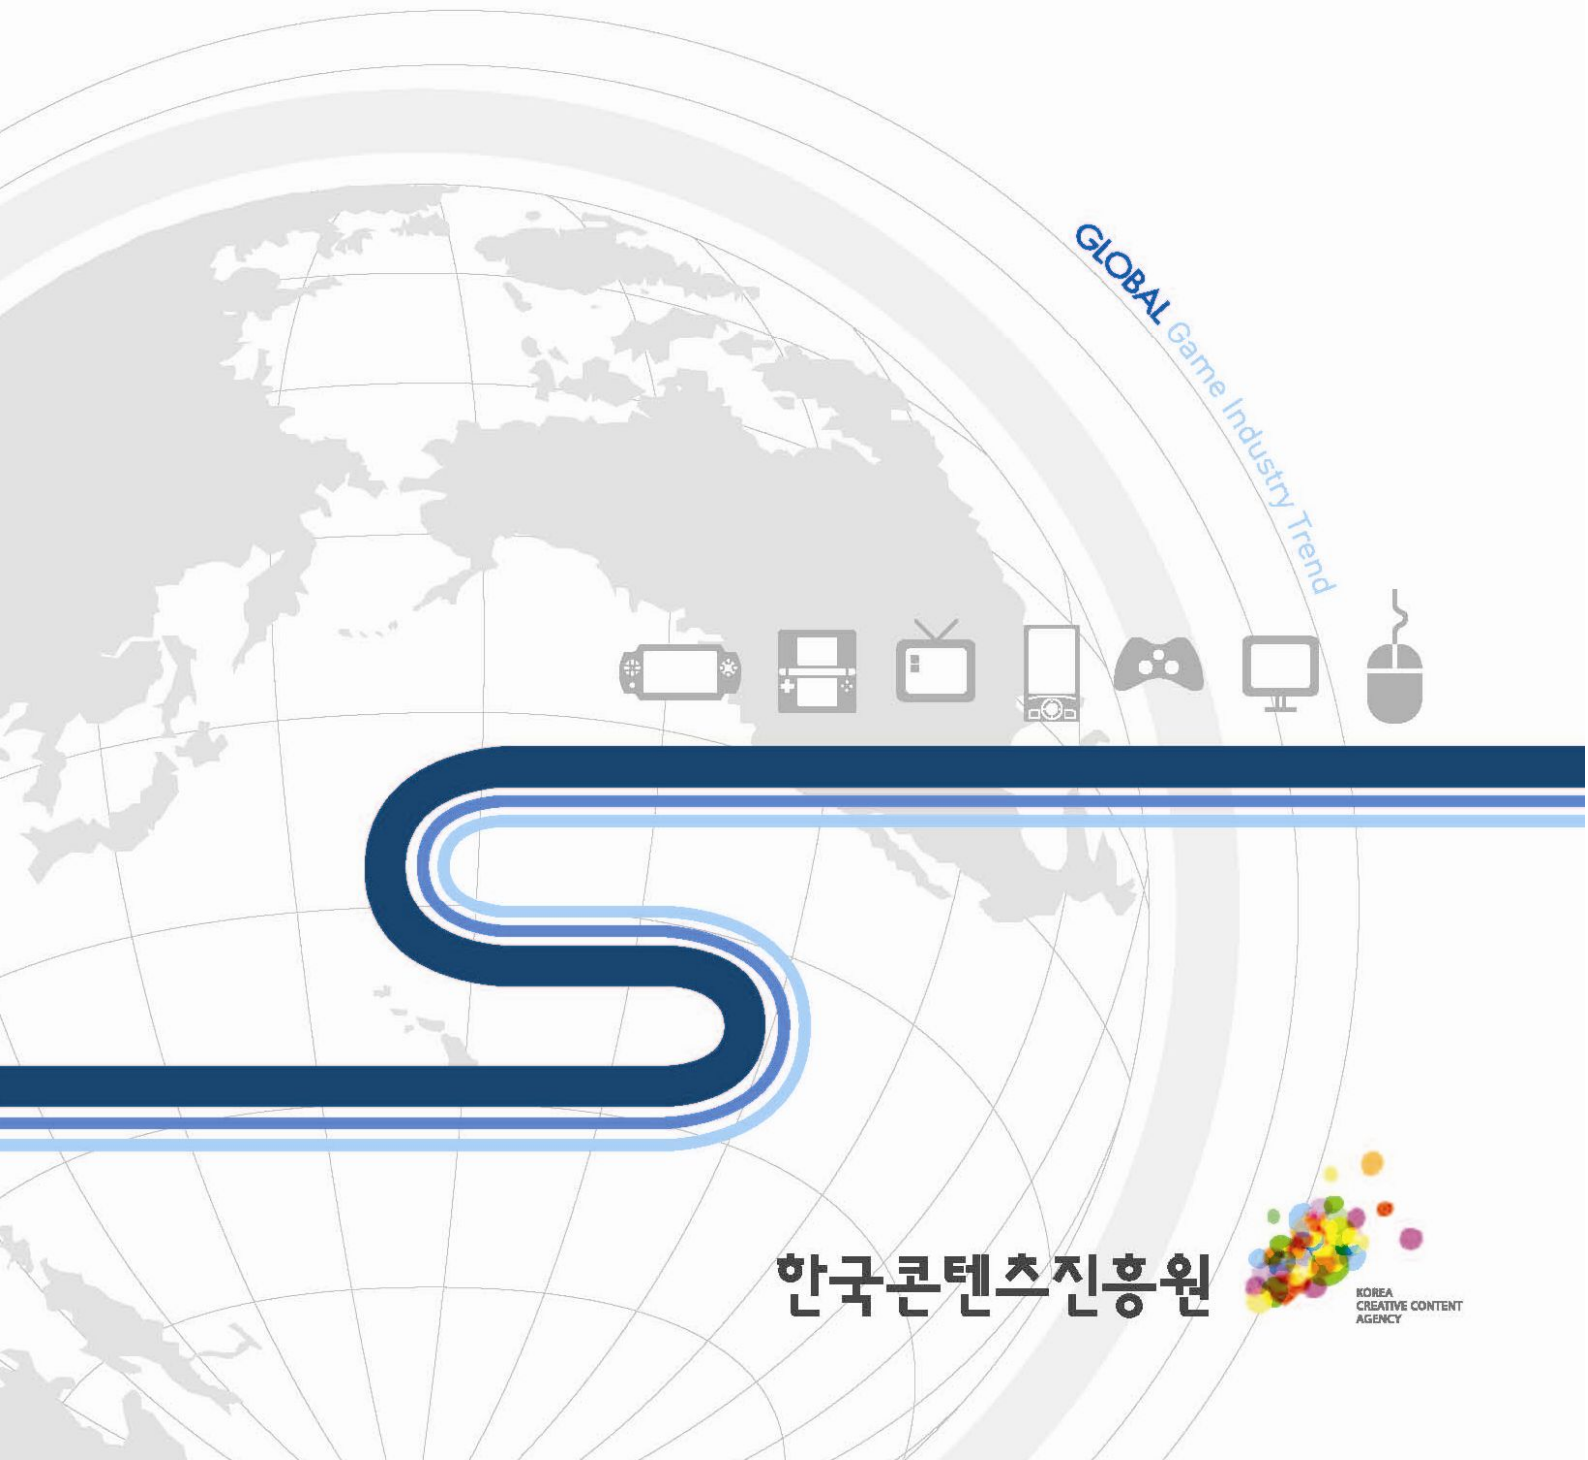 GLOBAL Game Industry Trend
한국콘텐츠진흥원
KOREA
CREATIVE CONTENT
AGENCY